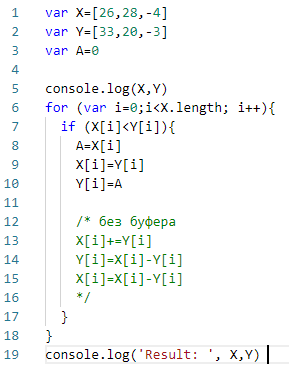 1 var X=[26,28,-4]
2 var Y=[33,20,-3]
3 var A=0
4
5 console.log(X,Y)
6 for (var i=0;i<X.length; i++){
7 if (X[i]<Y[i]){
8 A=X[i]
9 X[i]=Y[i]
10 Y[i]=A
11
12 /* без буфера
13 X[i]+=Y[i]
14 Y[i]=X[i]-Y[i]
15 X[i]=X[i]-Y[i]
16 */
17 }
18 }
19 console.log('Result: ', X,Y)